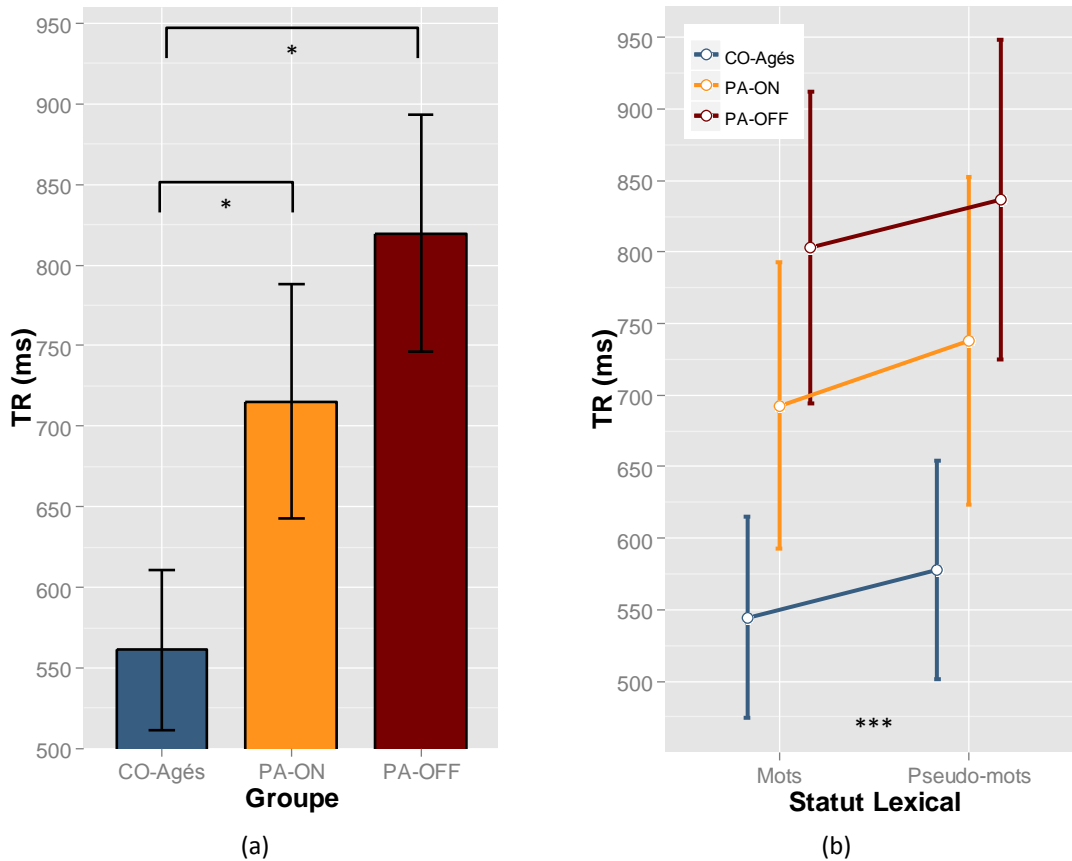 950
900
850
800
750
700
650
600
550
500
TR (ms)
*
*
CO-Agés
PA-ON
PA-OFF
Groupe
(a)
950
900
850
800
750
700
650
600
550
500
TR (ms)
CO-Agés
PA-ON
PA-OFF
***
Mots
Pseudo-mots
Statut Lexical
(b)